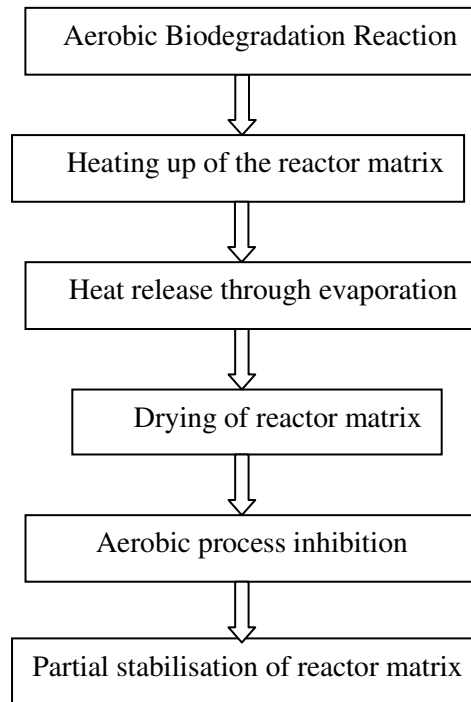 Aerobic Biodegradation Reaction
Heating up of the reactor matrix
Heat release through evaporation
Drying of reactor matrix
Aerobic process inhibition
Partial stabilisation of reactor matrix